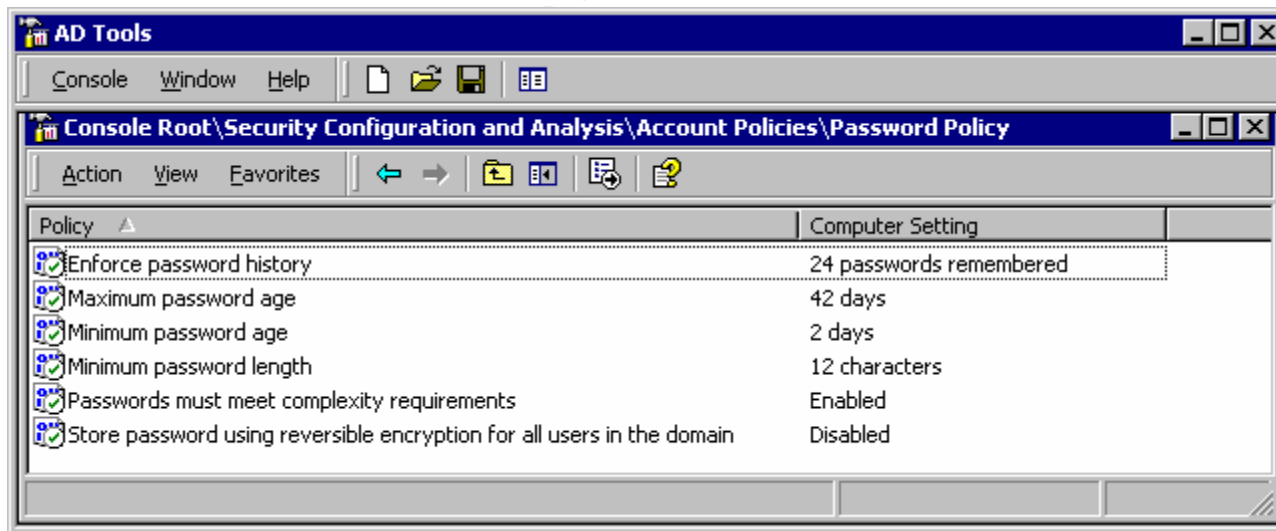 AD Tools
Console Window Help
Console Root\Security Configuration and Analysis\Account Policies\Password Policy
Action View Favorites
Policy Computer Setting
Enforce password history 24 passwords remembered
Maximum password age 42 days
Minimum password age 2 days
Minimum password length 12 characters
Passwords must meet complexity requirements Enabled
Store password using reversible encryption for all users in the domain Disabled